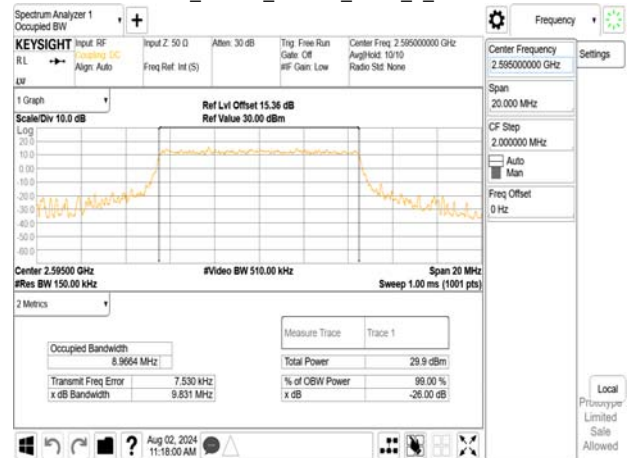 Spectrum Analyzer 1
Occupied BW
Frequency
KEYSIGHT
Input: RF
Coupling: DC
Align: Auto
Input Z: 50 Ω
Freq Ref: Int (S)
Atten: 30 dB
Trig: Free Run
Gate: Off
#IF Gain: Low
Center Freq: 2.595000000 GHz
Avg|Hold: 10/10
Radio Std: None
RL
LW
Center Frequency
2.595000000 GHz
Settings
Span
20.000 MHz
CF Step
2.000000 MHz
Auto
Man
Freq Offset
0 Hz
1 Graph
Scale/Div 10.0 dB
Ref Lvl Offset 15.36 dB
Ref Value 30.00 dBm
Log
20.0
10.0
0.00
-10.0
-20.0
-30.0
-40.0
-50.0
-60.0
Center 2.59500 GHz
#Video BW 510.00 kHz
Span 20 MHz
#Res BW 150.00 kHz
Sweep 1.00 ms (1001 pts)
2 Metrics
Measure Trace
Trace 1
Occupied Bandwidth
8.9664 MHz
Total Power
29.9 dBm
Transmit Freq Error
7.530 kHz
% of OBW Power
99.00 %
x dB Bandwidth
9.831 MHz
x dB
-26.00 dB
Local
Prototype
Limited
Sale
Allowed
Aug 02, 2024
11:18:00 AM